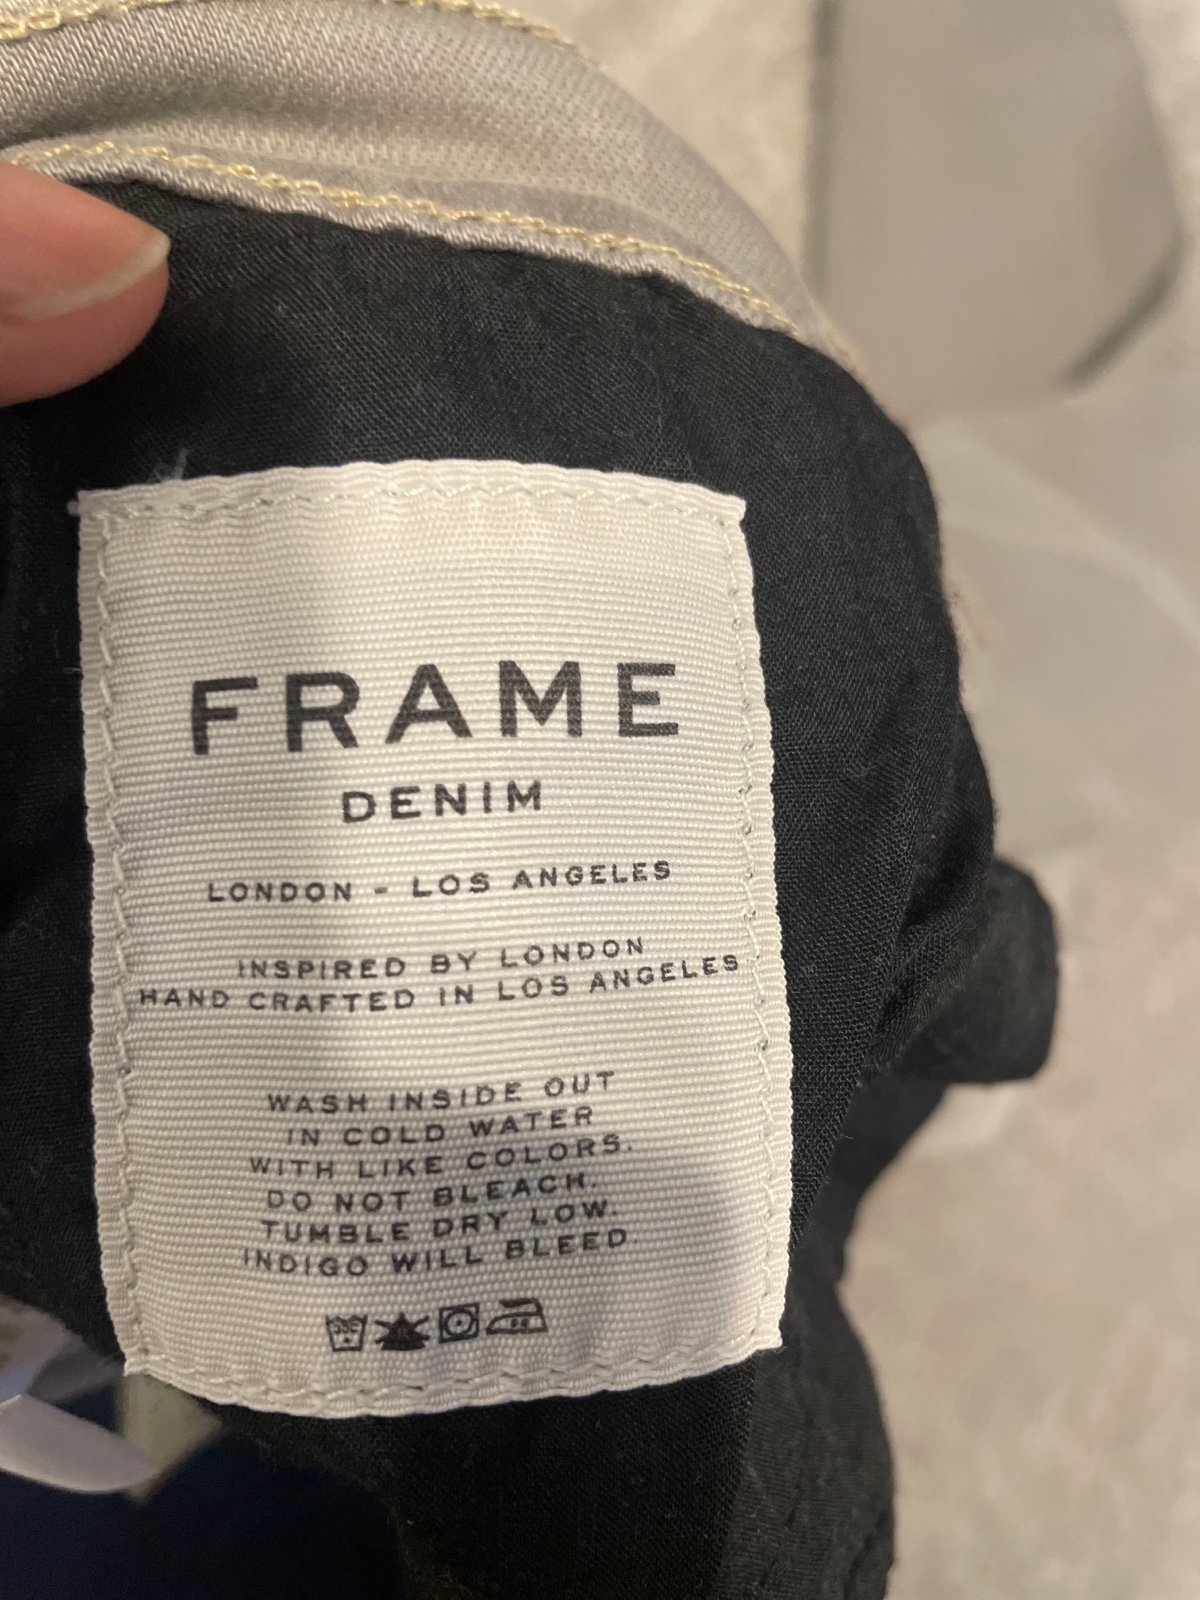 FRAME
DENIM
LONDON - LOS ANGELES
INSPIRED BY LONDON
HAND CRAFTED IN LOS ANGELES
WASH INSIDE OUT
IN COLD WATER
WITH LIKE COLORS.
DO NOT BLEACH.
TUMBLE DRY LOW.
INDIGO WILL BLEED